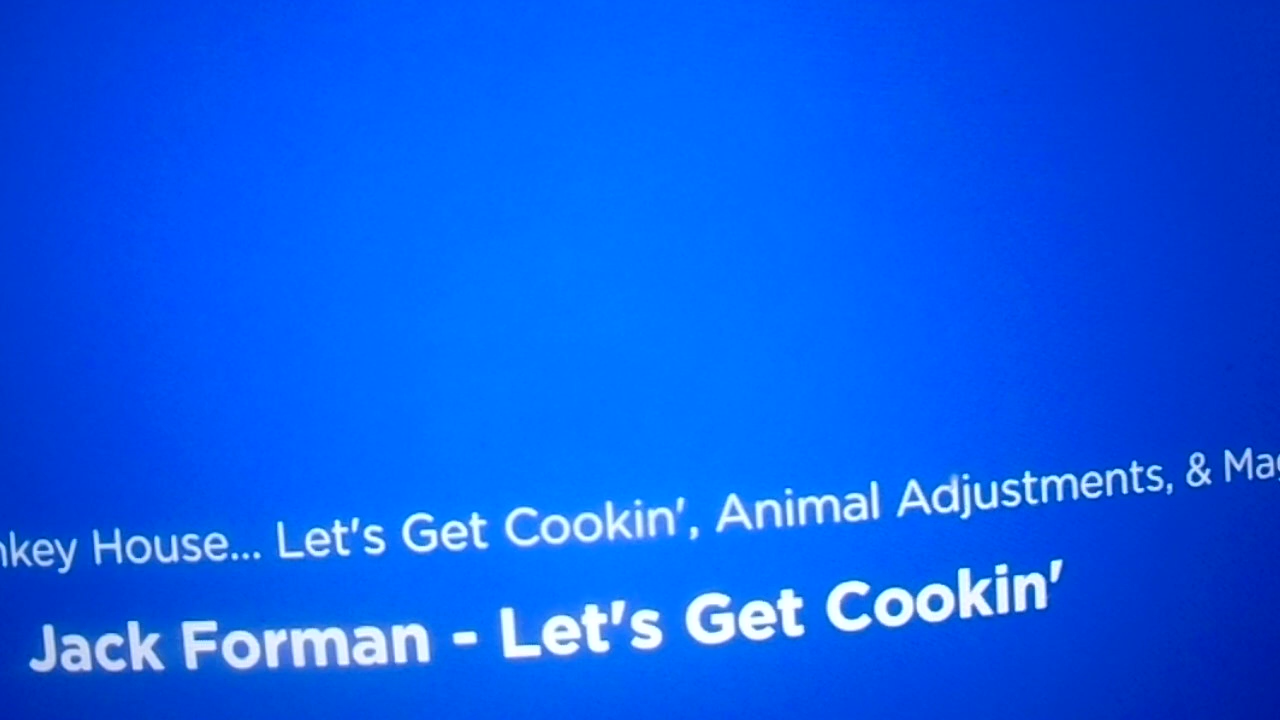 House... Let's Get Cookin', Animal Adjustments, &
Jack Forman - Let's Get Cookin'